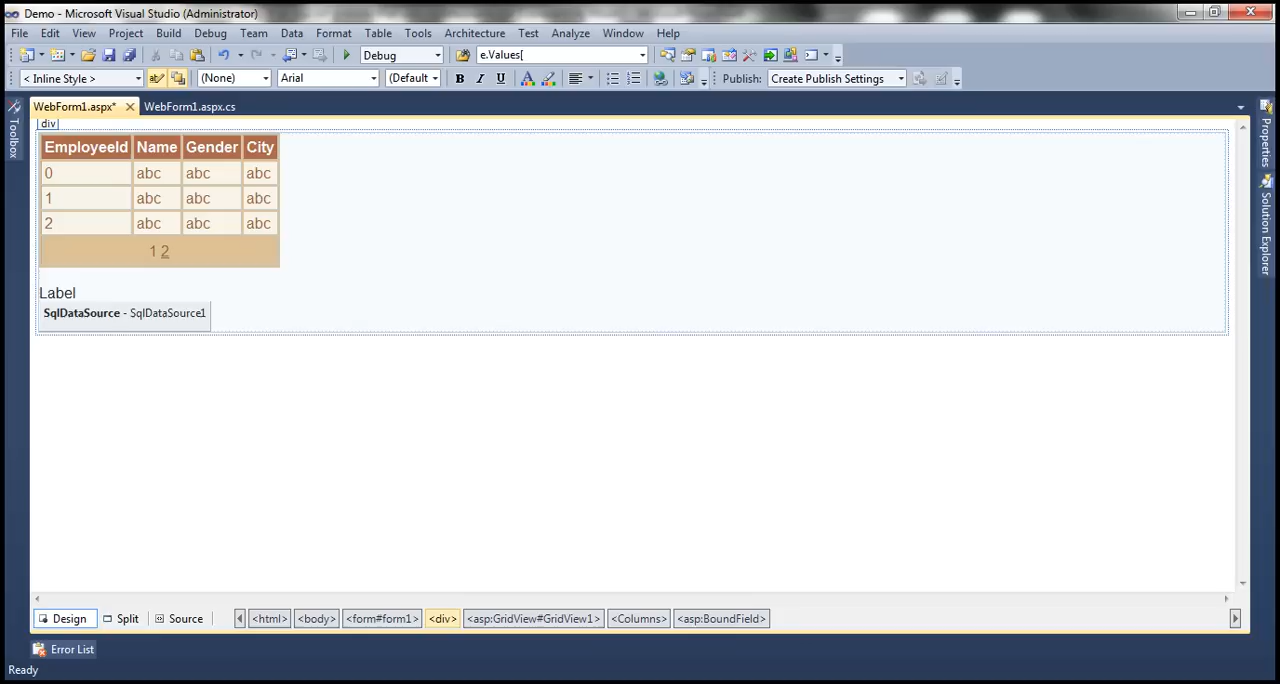 Demo - Microsoft Visual Studio (Administrator)
File Edit View Project Build Debug Team Data Format Table Tools Architecture Test Analyze Window Help
Debug e.Values[
< Inline Style > (None) Arial (Default B I U A Publish: Create Publish Settings
WebForm1.aspx* WebForm1.aspx.cs
Toolbox
Properties
Solution Explorer
div
EmployeeId Name Gender City
0 abc abc abc
1 abc abc abc
2 abc abc abc
1 2
Label
SqlDataSource - SqlDataSource1
Design Split Source <html> <body> <form#form1> <div> <asp:GridView#GridView1> <Columns> <asp:BoundField>
Error List
Ready